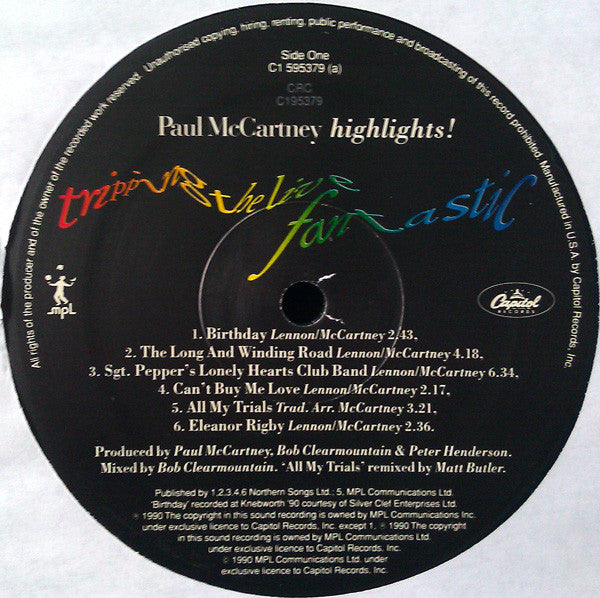 All rights of the producer and of the owner of the recorded work reserved. Unauthorised copying, hiring, renting, public performance and broadcasting of this record prohibited. Manufactured in U.S.A. by Capitol Records, Inc.
Side One
C1 595379 (a)
CRC
C195379
Paul McCartney highlights!
tripping the live
fantastic
mpL
Capitol
RECORDS
1. Birthday Lennon/McCartney 2.43,
2. The Long And Winding Road Lennon/McCartney 4.18,
3. Sgt. Pepper's Lonely Hearts Club Band Lennon/McCartney 6.34,
4. Can't Buy Me Love Lennon/McCartney 2.17,
5. All My Trials Trad. Arr. McCartney 3.21,
6. Eleanor Rigby Lennon/McCartney 2.36.
Produced by Paul McCartney, Bob Clearmountain & Peter Henderson.
Mixed by Bob Clearmountain. 'All My Trials' remixed by Matt Butler.
Published by 1,2,3,4,6 Northern Songs Ltd.; 5, MPL Communications Ltd.
'Birthday' recorded at Knebworth '90 courtesy of Silver Clef Enterprises Ltd.
℗ 1990 The copyright in this sound recording is owned by MPL Communications Inc.
under exclusive licence to Capitol Records, Inc. except 1. ℗ 1990 The copyright
in this sound recording is owned by MPL Communications Ltd.
under exclusive licence to Capitol Records, Inc.
© 1990 MPL Communications Ltd. under
exclusive licence to Capitol Records, Inc.